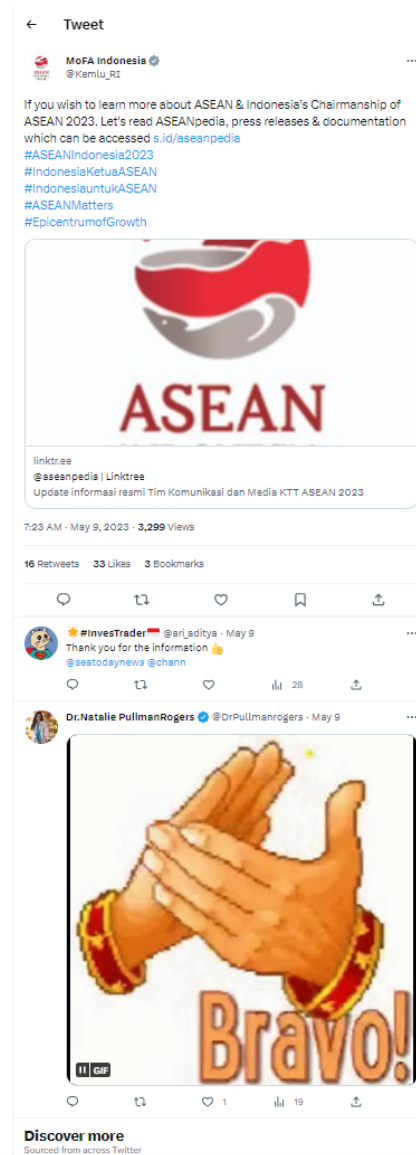 Tweet
MoFA Indonesia
@Kemlu_RI
If you wish to learn more about ASEAN & Indonesia's Chairmanship of
ASEAN 2023. Let's read ASEANpedia, press releases & documentation
which can be accessed s.id/aseanpedia
#ASEANIndonesia2023
#IndonesiaKetuaASEAN
#IndonesiauntukASEAN
#ASEANMatters
#EpicentrumofGrowth
ASEAN
linktr.ee
@aseanpedia | Linktree
Update informasi resmi Tim Komunikasi dan Media KTT ASEAN 2023
7:23 AM · May 9, 2023 · 3,299 Views
16 Retweets 33 Likes 3 Bookmarks
#InvesTrader @ari_aditya · May 9
Thank you for the information
@seatodaynews @chann
28
Dr.Natalie PullmanRogers @DrPullmanrogers · May 9
Bravo!
GIF
1 19
Discover more
Sourced from across Twitter